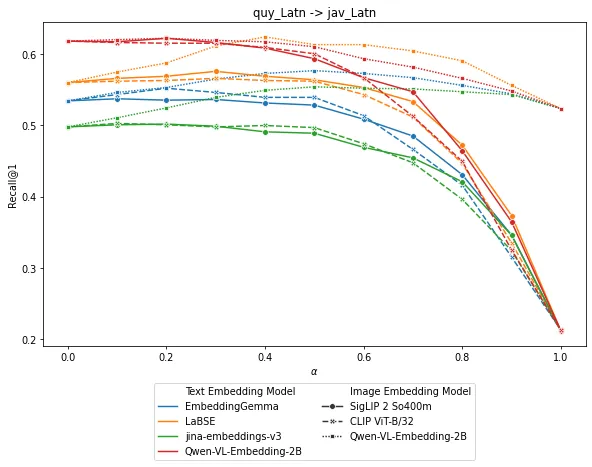 quy_Latn -> jav_Latn
Recall@1
0.6
0.5
0.4
0.3
0.2
0.0
0.2
0.4
0.6
0.8
1.0
α
Text Embedding Model
EmbeddingGemma
LaBSE
jina-embeddings-v3
Qwen-VL-Embedding-2B
Image Embedding Model
SigLIP 2 So400m
CLIP ViT-B/32
Qwen-VL-Embedding-2B